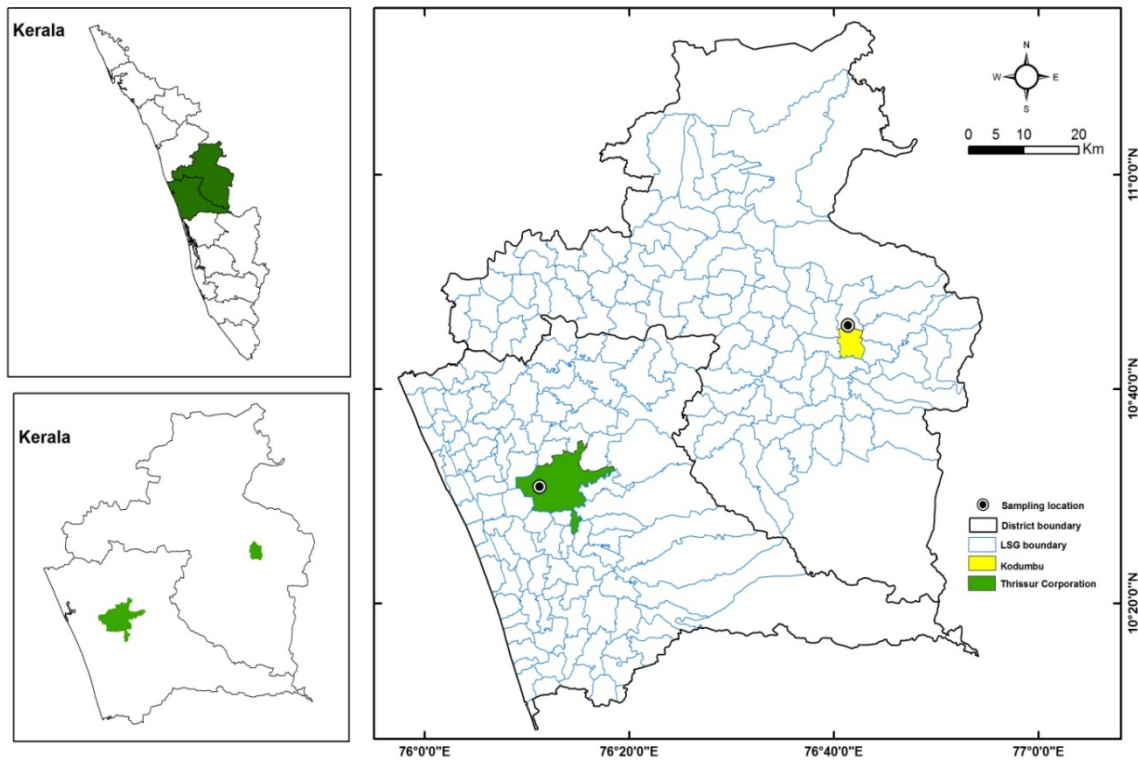 Kerala
Kerala
N
W E
S
0 5 10 20
Km
Sampling location
District boundary
LSG boundary
Kodumbu
Thrissur Corporation
11°0'0"N
10°40'0"N
10°20'0"N
76°0'0"E 76°20'0"E 76°40'0"E 77°0'0"E